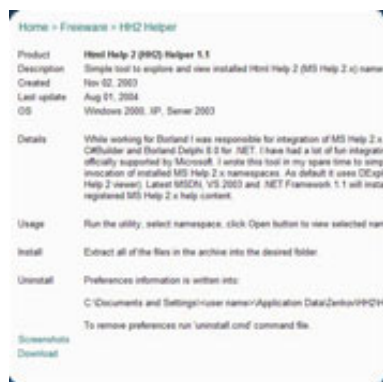 Home > Freeware > HH2 Helper
Product Html Help 2 (HH2) Helper 1.1
Description Simple tool to explore and view installed Html Help 2 (MS Help 2.x) name
Created Nov 02, 2003
Last update Aug 01, 2004
OS Windows 2000, XP, Server 2003
Details While working for Borland I was responsible for integration of MS Help 2.x
C#Builder and Borland Delphi 8.0 for .NET. I have had a lot of fun integratio
officially supported by Microsoft. I wrote this tool in my spare time to simp
invocation of installed MS Help 2.x namespaces. As default it uses DExpl
Help 2 viewer). Latest MSDN, VS 2003 and .NET Framework 1.1 will insta
registered MS Help 2.x help content.
Usage Run the utility, select namespace, click Open button to view selected nam
Install Extract all of the files in the archive into the desired folder.
Uninstall Preferences information is written into:
C:\Documents and Settings\<user name>\Application Data\Zenkov\HH2H
To remove preferences run 'uninstall.cmd' command file.
Screenshots
Download